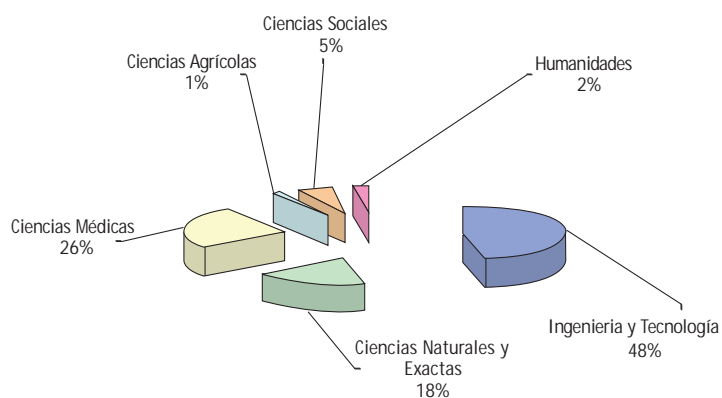 Ciencias Sociales
5%
Ciencias Agrícolas
1%
Humanidades
2%
Ciencias Médicas
26%
Ingenieria y Tecnología
48%
Ciencias Naturales y
Exactas
18%